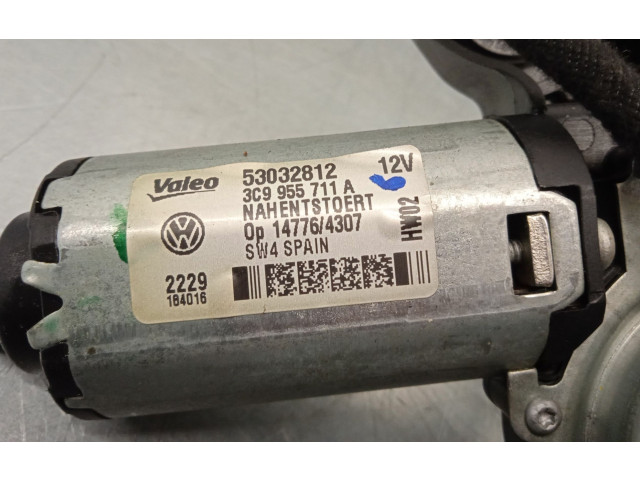 Valeo 53032812 12V
3C9 955 711 A
NAHENTSTOERT
Op 14776/4307
SW4 SPAIN
HW02
2229
184016